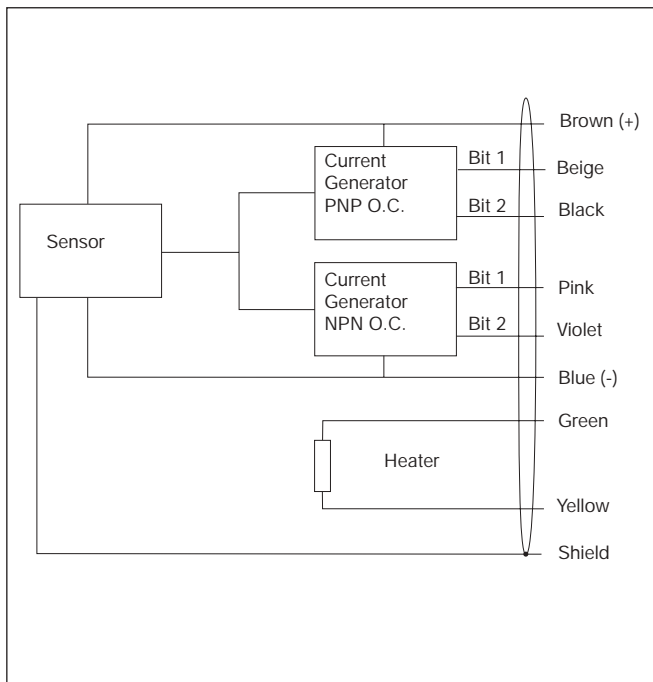 Brown (+)
Current
Generator
PNP O.C.
Bit 1
Beige
Bit 2
Black
Sensor
Current
Generator
NPN O.C.
Bit 1
Pink
Bit 2
Violet
Blue (-)
Green
Heater
Yellow
Shield